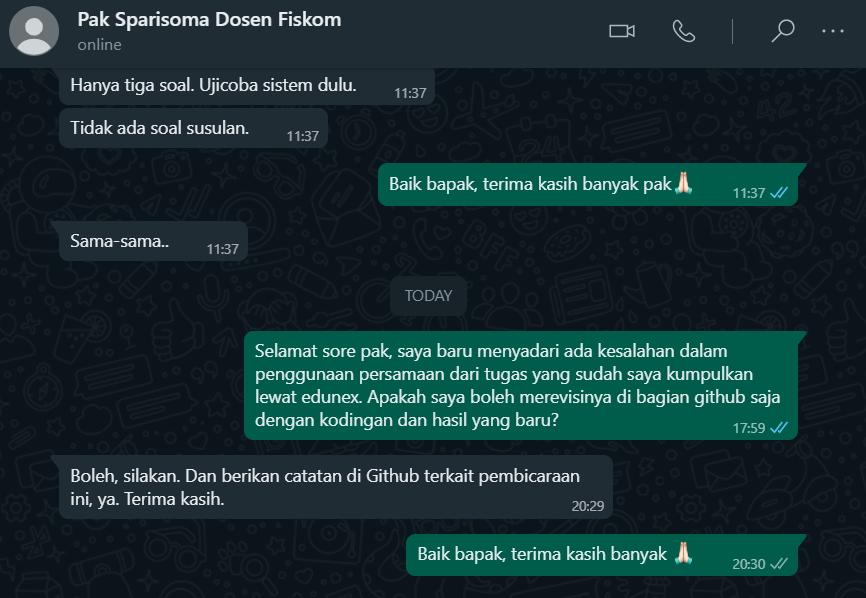 Pak Sparisoma Dosen Fiskom
online
Hanya tiga soal. Ujicoba sistem dulu.
11:37
Tidak ada soal susulan.
11:37
Baik bapak, terima kasih banyak pak🙏🏻
11:37
Sama-sama..
11:37
TODAY
Selamat sore pak, saya baru menyadari ada kesalahan dalam
penggunaan persamaan dari tugas yang sudah saya kumpulkan
lewat edunex. Apakah saya boleh merevisinya di bagian github saja
dengan kodingan dan hasil yang baru?
17:59
Boleh, silakan. Dan berikan catatan di Github terkait pembicaraan
ini, ya. Terima kasih.
20:29
Baik bapak, terima kasih banyak 🙏🏻
20:30